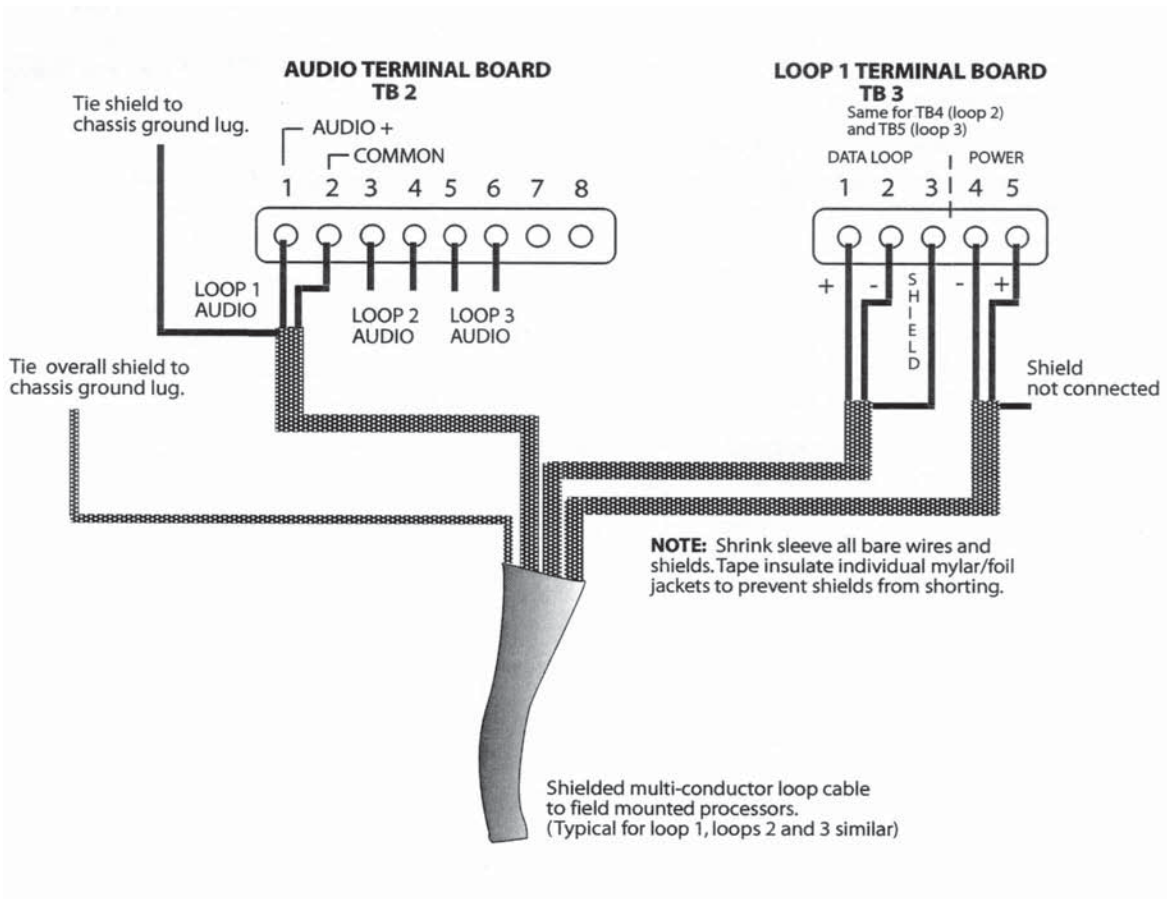 AUDIO TERMINAL BOARD
TB 2
Tie shield to
chassis ground lug.
AUDIO +
COMMON
1 2 3 4 5 6 7 8
LOOP 1
AUDIO
LOOP 2
AUDIO
LOOP 3
AUDIO
Tie overall shield to
chassis ground lug.
LOOP 1 TERMINAL BOARD
TB 3
Same for TB4 (loop 2)
and TB5 (loop 3)
DATA LOOP
POWER
1 2 3 4 5
+ - SHIELD - +
Shield
not connected
NOTE: Shrink sleeve all bare wires and
shields. Tape insulate individual mylar/foil
jackets to prevent shields from shorting.
Shielded multi-conductor loop cable
to field mounted processors.
(Typical for loop 1, loops 2 and 3 similar)